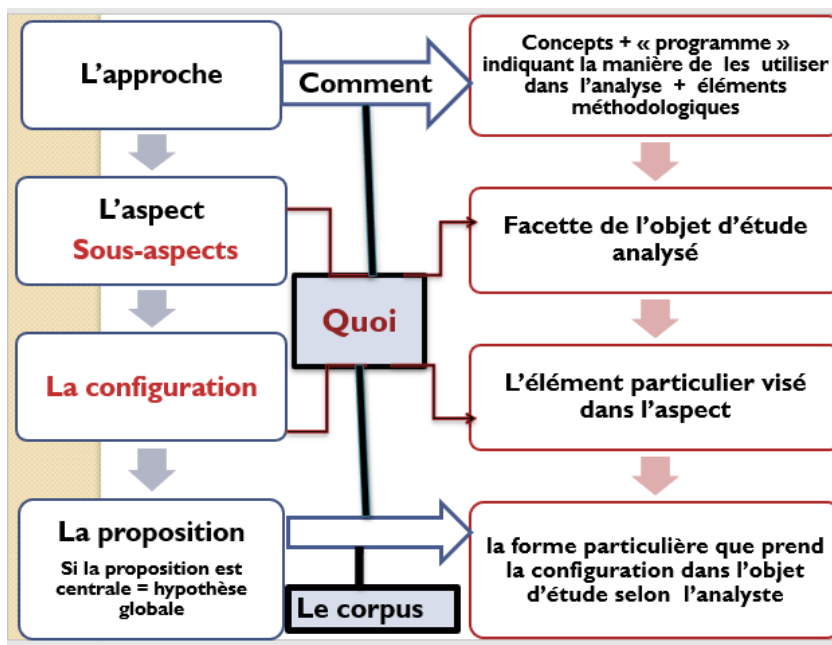 L'approche
Comment
Concepts + « programme »
indiquant la manière de les utiliser
dans l'analyse + éléments
méthodologiques
L'aspect
Sous-aspects
Quoi
Facette de l'objet d'étude
analysé
La configuration
L'élément particulier visé
dans l'aspect
La proposition
Si la proposition est
centrale = hypothèse
globale
Le corpus
la forme particulière que prend
la configuration dans l'objet
d'étude selon l'analyste